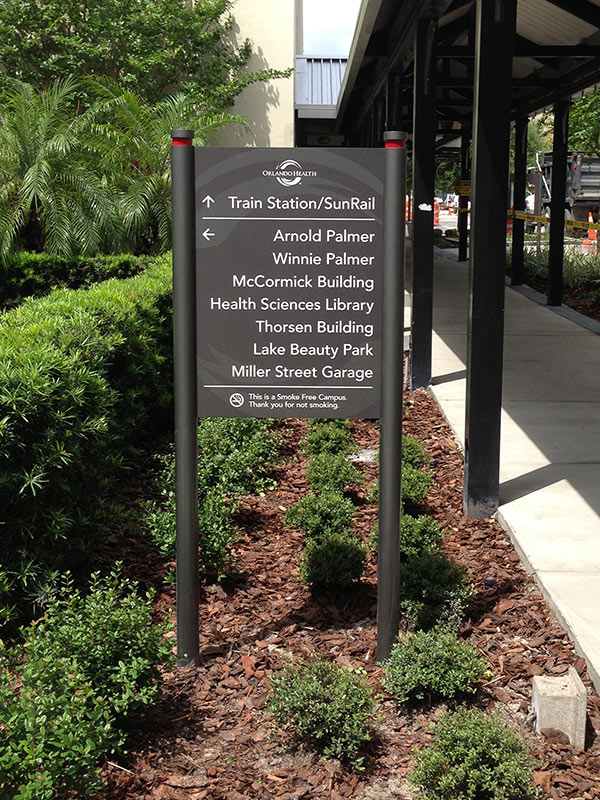 ORLANDO HEALTH
↑ Train Station/SunRail
← Arnold Palmer
Winnie Palmer
McCormick Building
Health Sciences Library
Thorsen Building
Lake Beauty Park
Miller Street Garage
This is a Smoke Free Campus.
Thank you for not smoking.